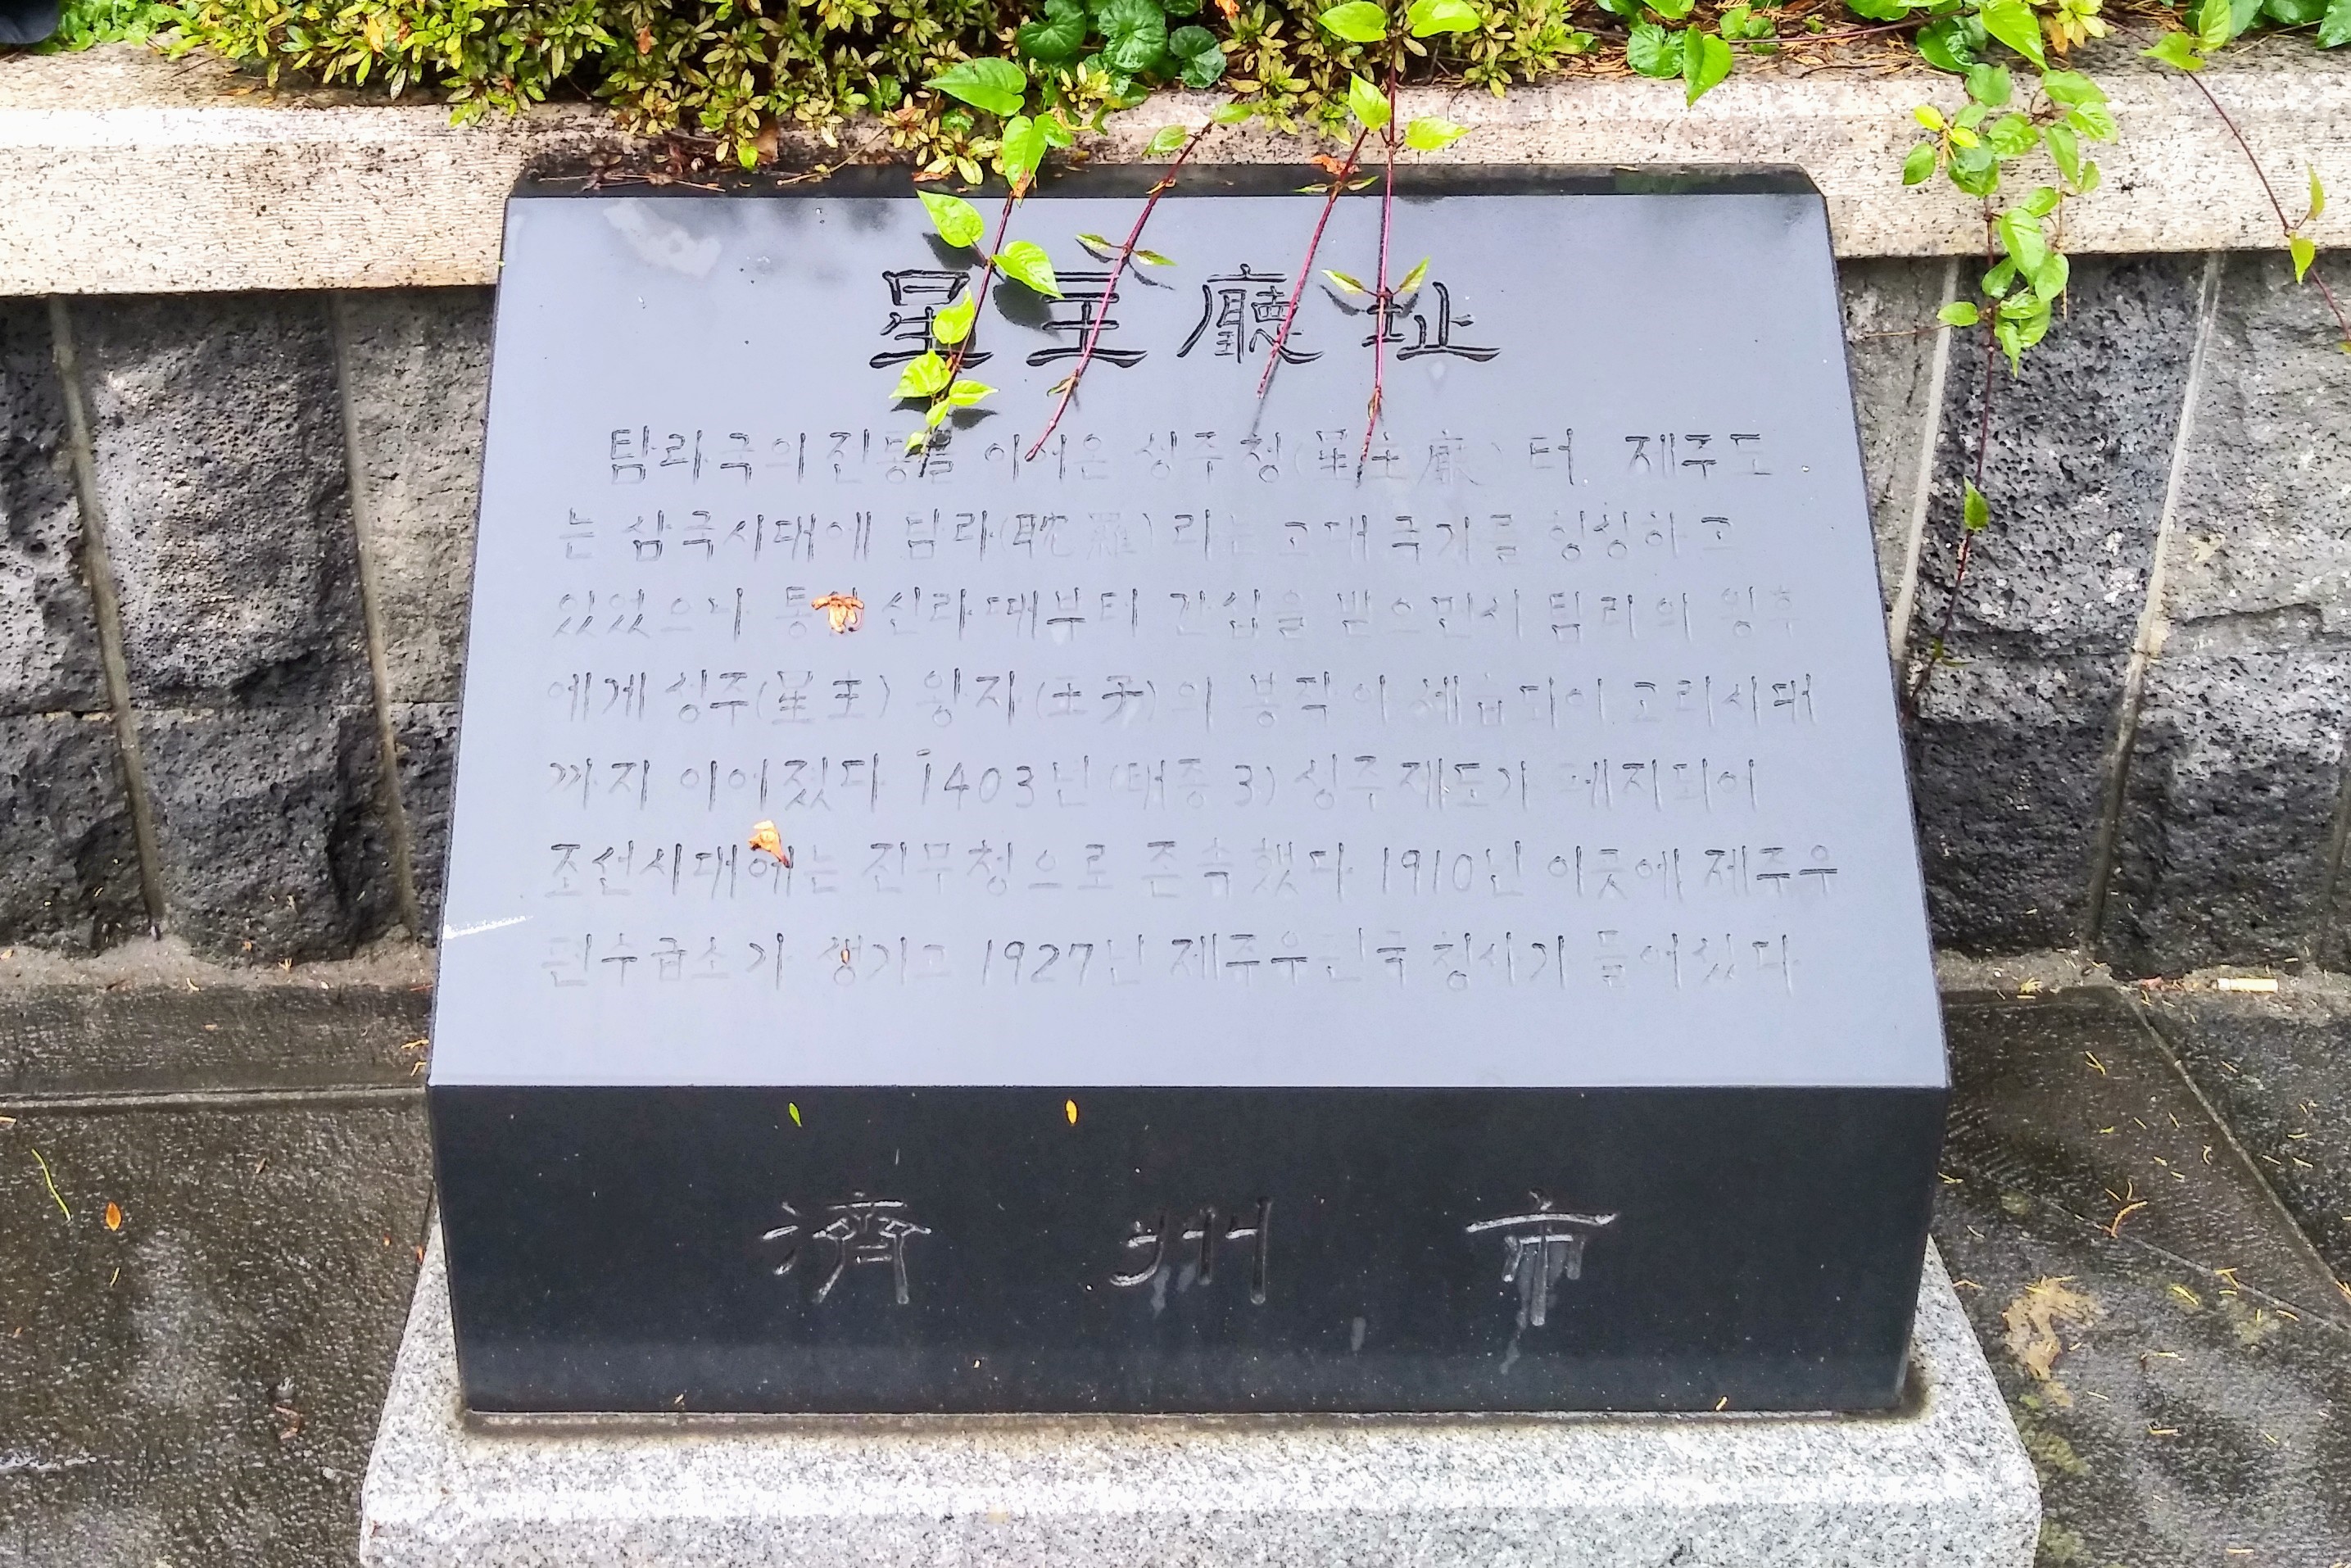 星主廳址
탐라국의 전통을 이어온 성주청(星主廳) 터 제주도
는 삼국시대에 탐라(耽羅)라는 고대 국가를 형성하고
있었으나 통일 신라때부터 간섭을 받으면서 탐라의
에게 성주(星主) 왕자(王子)의 봉작이 세습되어 고려시대
까지 이어졌다 1403년(태종 3) 성주제도가 폐지되어
조선시대에는 진무청으로 존속했다 1910년 이곳에 제주우
편수급소가 생기고 1927년 제주우편국 청사가 들어섰다
濟州市